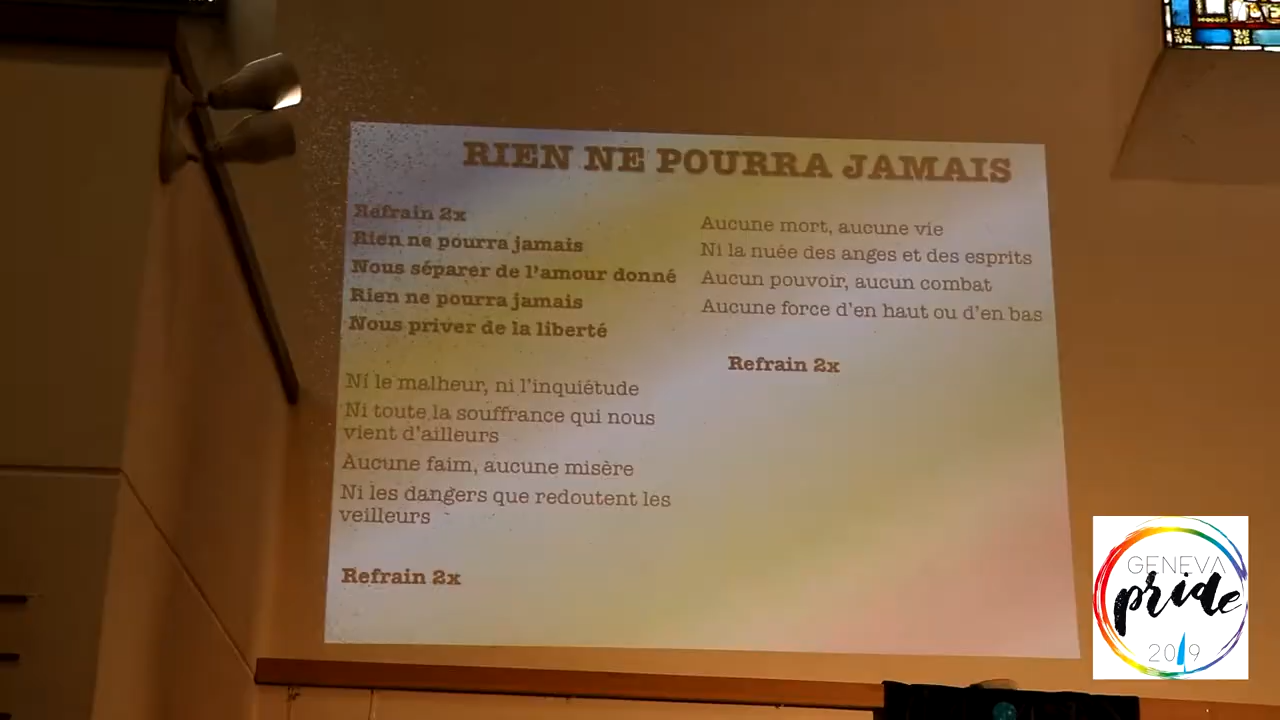 RIEN NE POURRA JAMAIS
Refrain 2x
Rien ne pourra jamais
Nous séparer de l'amour donné
Rien ne pourra jamais
Nous priver de la liberté
Ni le malheur, ni l'inquiétude
Ni toute la souffrance qui nous
vient d'ailleurs
Aucune faim, aucune misère
Ni les dangers que redoutent les
veilleurs
Refrain 2x
Aucune mort, aucune vie
Ni la nuée des anges et des esprits
Aucun pouvoir, aucun combat
Aucune force d'en haut ou d'en bas
Refrain 2x
GENEVA
pride
2019